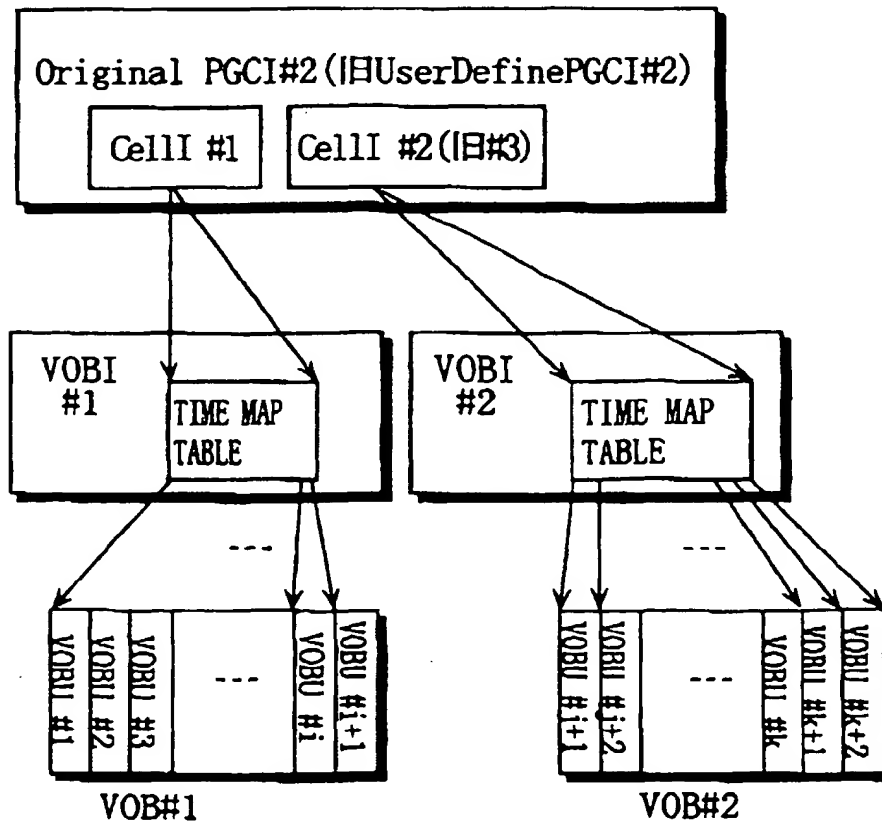 Original PGCI#2(旧UserDefinePGCI#2)
CellI #1
CellI #2(旧#3)
VOBI
#1
TIME MAP
TABLE
VOBI
#2
TIME MAP
TABLE
---
---
VOBU #1
VOBU #2
VOBU #3
---
VOBU #i
VOBU #i+1
VOBU #j+1
VOBU #j+2
---
VOBU #k
VOBU #k+1
VOBU #k+2
VOB#1
VOB#2